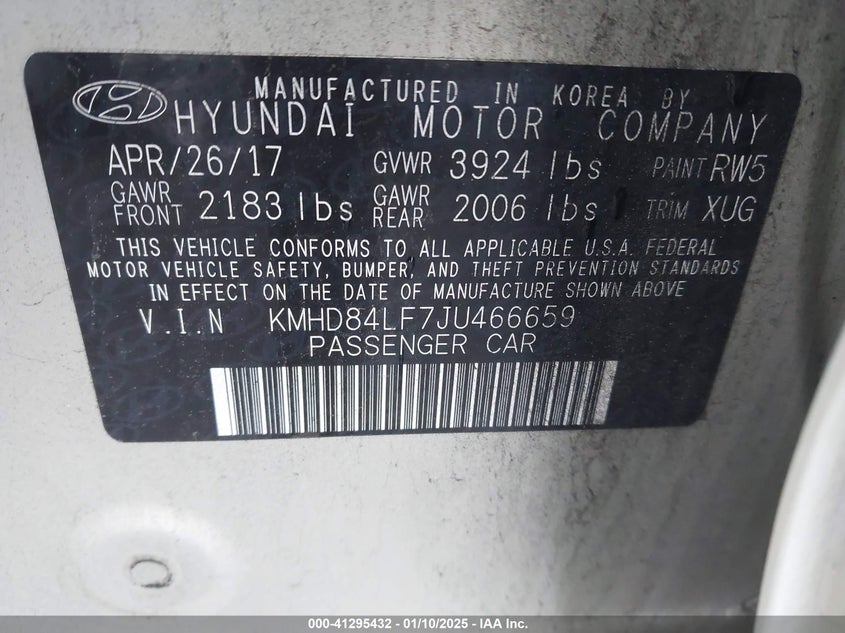 MANUFACTURED IN KOREA BY
HYUNDAI MOTOR COMPANY
APR/26/17 GVWR 3924 lbs PAINT RW5
GAWR FRONT 2183 lbs GAWR REAR 2006 lbs TRIM XUG
THIS VEHICLE CONFORMS TO ALL APPLICABLE U.S.A. FEDERAL
MOTOR VEHICLE SAFETY, BUMPER, AND THEFT PREVENTION STANDARDS
IN EFFECT ON THE DATE OF MANUFACTURE SHOWN ABOVE
V.I.N KMHD84LF7JU466659
PASSENGER CAR
000-41295432 - 01/10/2025 - IAA Inc.